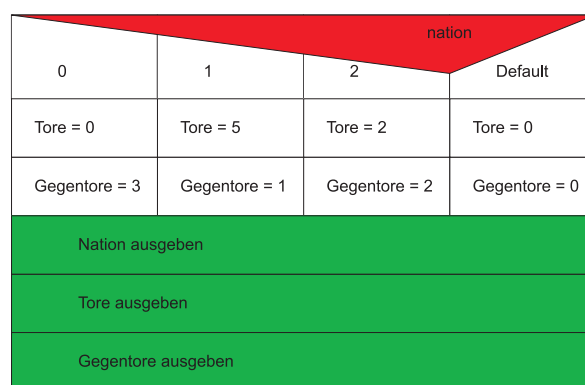 nation
0 1 2 Default
Tore = 0 Tore = 5 Tore = 2 Tore = 0
Gegentore = 3 Gegentore = 1 Gegentore = 2 Gegentore = 0
Nation ausgeben
Tore ausgeben
Gegentore ausgeben